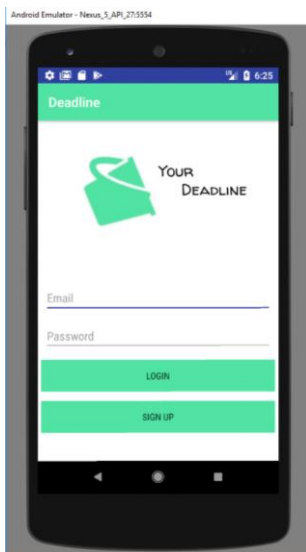 Android Emulator - Nexus_5_API_27:5554
6:25
Deadline
YOUR
DEADLINE
Email
Password
LOGIN
SIGN UP